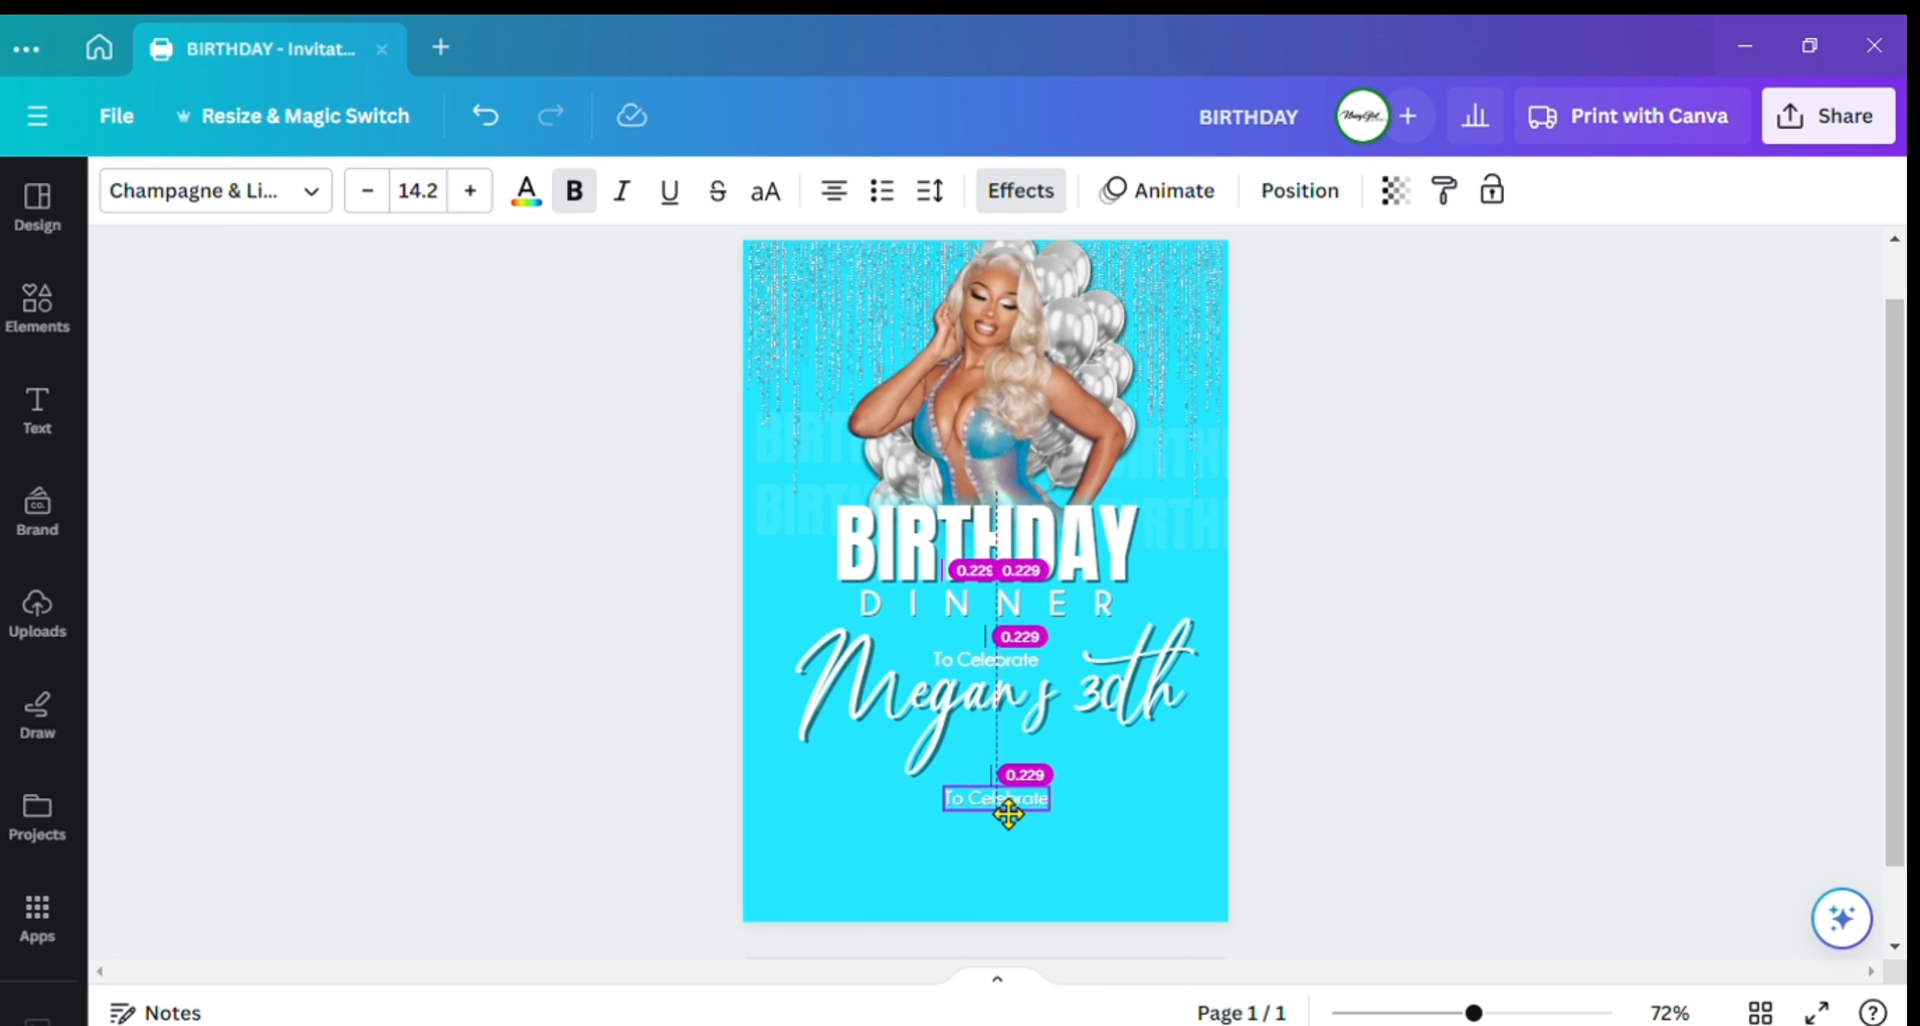 BIRTHDAY - Invitat...
File
Resize & Magic Switch
BIRTHDAY
Print with Canva
Share
Champagne & Li...
14.2
A
B
I
U
S
aA
Effects
Animate
Position
Design
Elements
Text
Brand
Uploads
Draw
Projects
Apps
BIRTHDAY
0.229 0.229
DINNER
0.229
To Celebrate
Megan's 30th
0.229
To Celebrate
Notes
Page 1 / 1
72%